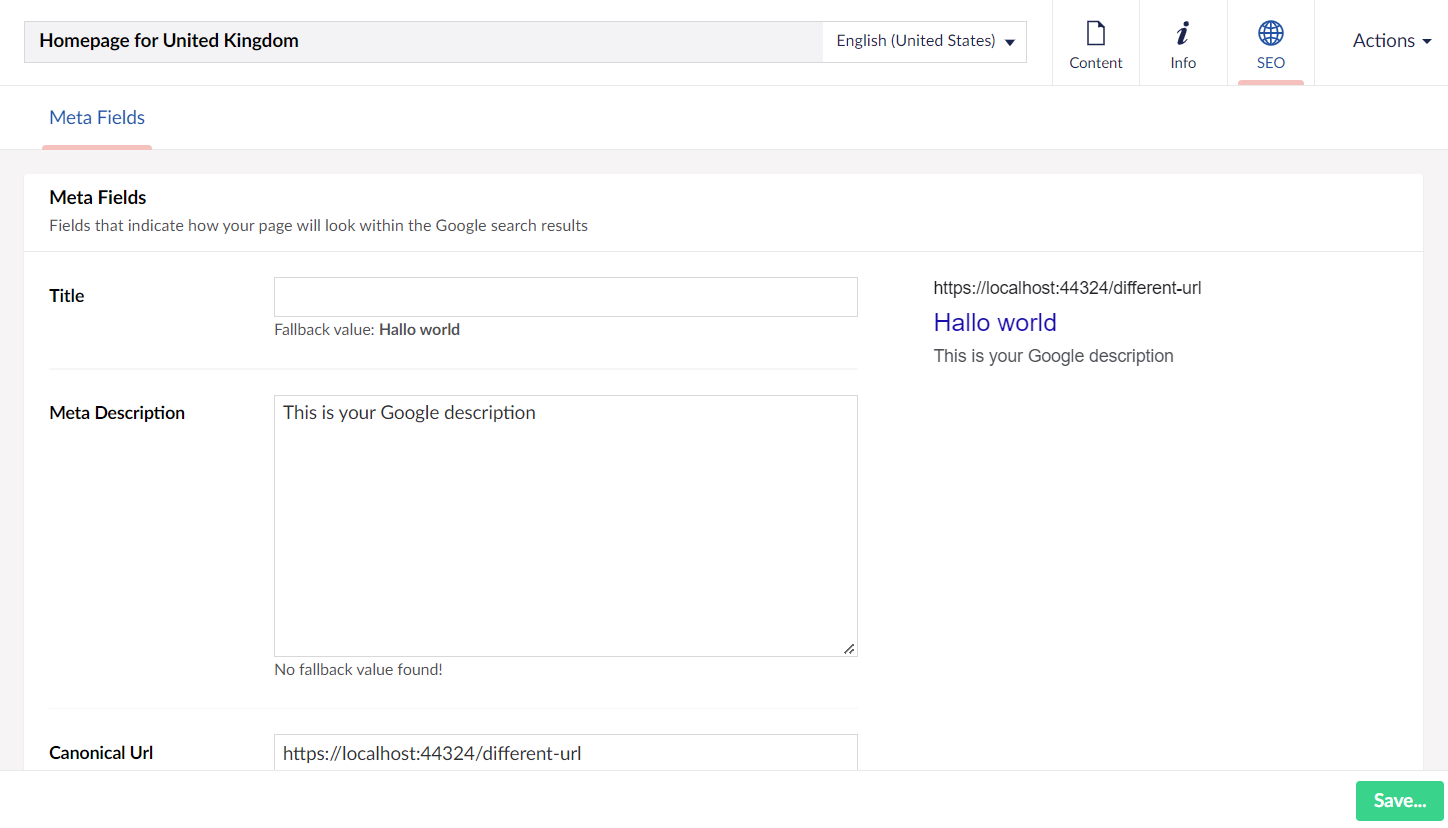 Homepage for United Kingdom
English (United States)
Content
Info
SEO
Actions
Meta Fields
Meta Fields
Fields that indicate how your page will look within the Google search results
Title
Fallback value: Hallo world
https://localhost:44324/different-url
Hallo world
This is your Google description
Meta Description
This is your Google description
No fallback value found!
Canonical Url
https://localhost:44324/different-url
Save...